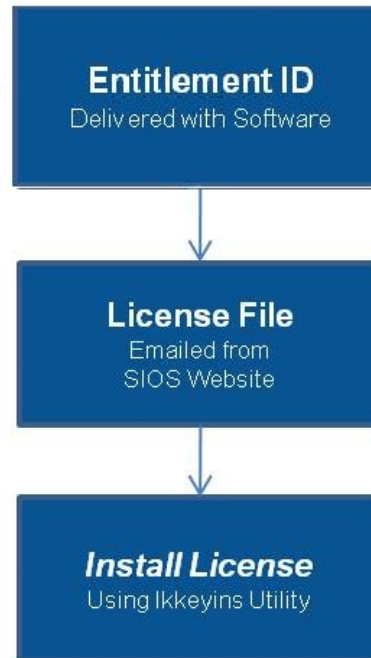 Entitlement ID
Delivered with Software
License File
Emailed from
SIOS Website
Install License
Using lkkeyins Utility